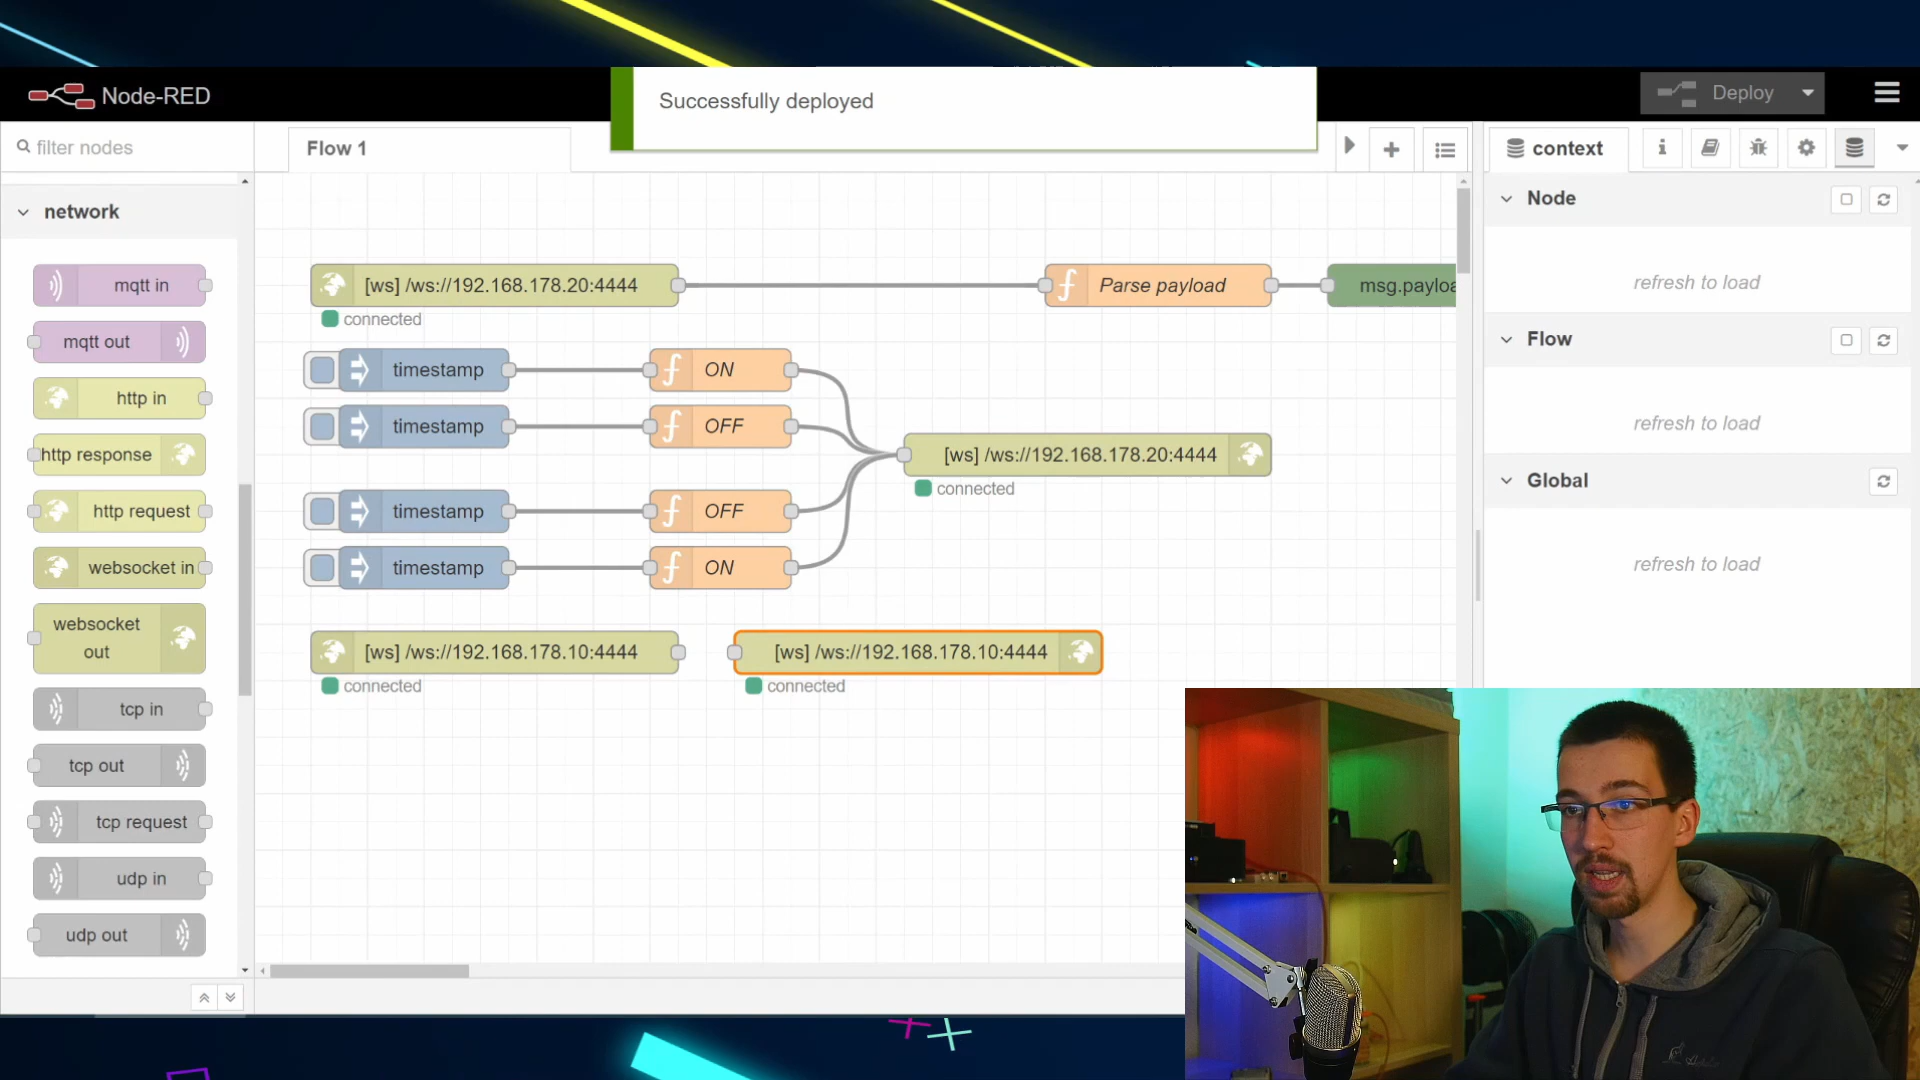 Node-RED
Successfully deployed
Deploy
filter nodes
Flow 1
context
network
Node
refresh to load
Flow
refresh to load
Global
refresh to load
mqtt in
mqtt out
http in
http response
http request
websocket in
websocket
out
tcp in
tcp out
tcp request
udp in
udp out
[ws] /ws://192.168.178.20:4444
connected
Parse payload
msg.payloa
timestamp
ON
timestamp
OFF
[ws] /ws://192.168.178.20:4444
connected
timestamp
OFF
timestamp
ON
[ws] /ws://192.168.178.10:4444
connected
[ws] /ws://192.168.178.10:4444
connected